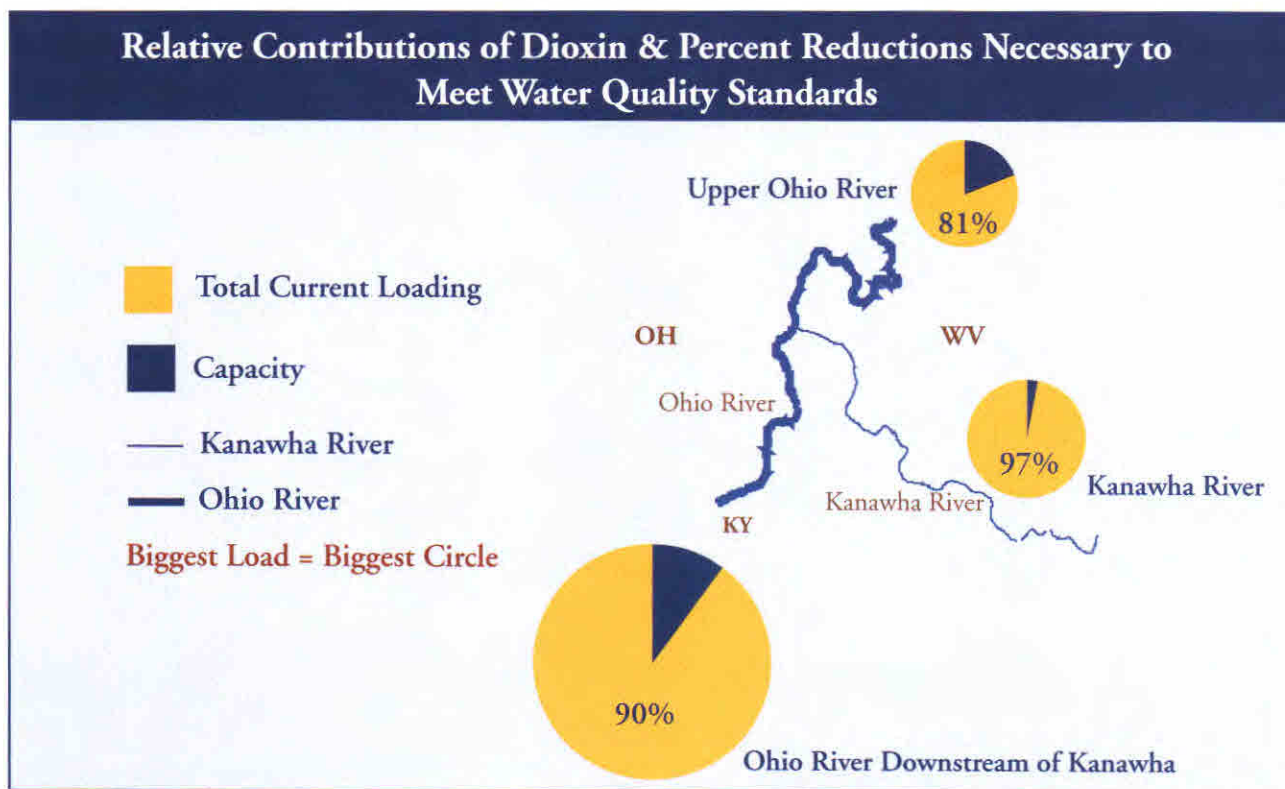 Relative Contributions of Dioxin & Percent Reductions Necessary to
Meet Water Quality Standards
Upper Ohio River
81%
Total Current Loading
OH
WV
Capacity
Ohio River
Kanawha River
97%
Kanawha River
Kanawha River
Ohio River
KY
Biggest Load = Biggest Circle
90%
Ohio River Downstream of Kanawha